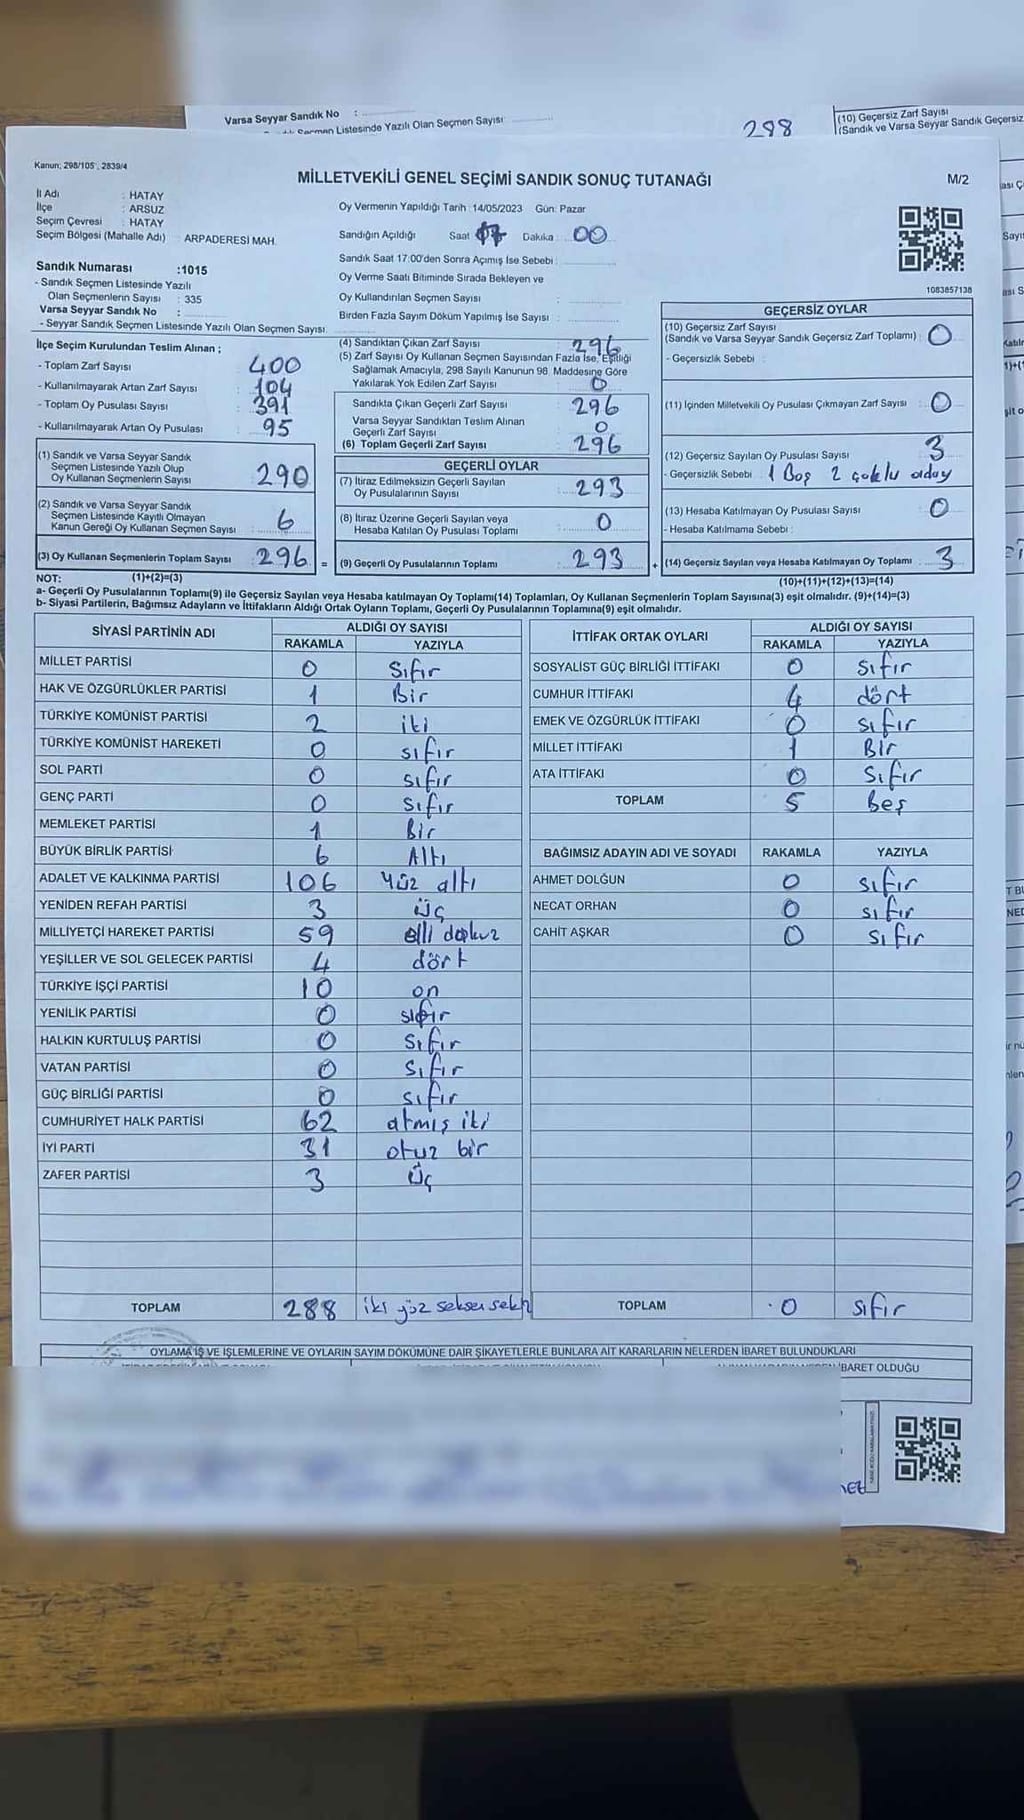 Varsa Seyyar Sandık No :
Seçmen Listesinde Yazılı Olan Seçmen Sayısı
288
(10) Geçersiz Zarf Sayısı
(Sandık ve Varsa Seyyar Sandık Geçersiz
Kanun; 298/105, 2839/4
MİLLETVEKİLİ GENEL SEÇİMİ SANDIK SONUÇ TUTANAĞI
M/2
İl Adı : HATAY
İlçe : ARSUZ
Seçim Çevresi : HATAY
Seçim Bölgesi (Mahalle Adı) : ARPADERESİ MAH.
Sandık Numarası :1015
- Sandık Seçmen Listesinde Yazılı
Olan Seçmenlerin Sayısı : 335
Varsa Seyyar Sandık No :
- Seyyar Sandık Seçmen Listesinde Yazılı Olan Seçmen Sayısı:
Oy Vermenin Yapıldığı Tarih :14/05/2023 Gün: Pazar
Sandığın Açıldığı Saat Dakika : 00
Sandık Saat 17:00'den Sonra Açımış İse Sebebi :
Oy Verme Saati Bitiminde Sırada Bekleyen ve
Oy Kullandırılan Seçmen Sayısı :
Birden Fazla Sayım Döküm Yapılmış İse Sayısı :
1083857138
İlçe Seçim Kurulundan Teslim Alınan ;
- Toplam Zarf Sayısı : 400
- Kullanılmayarak Artan Zarf Sayısı : 104
- Toplam Oy Pusulası Sayısı : 391
- Kullanılmayarak Artan Oy Pusulası : 95
(1) Sandık ve Varsa Seyyar Sandık
Seçmen Listesinde Yazılı Olup
Oy Kullanan Seçmenlerin Sayısı : 290
(2) Sandık ve Varsa Seyyar Sandık
Seçmen Listesinde Kayıtlı Olmayan
Kanun Gereği Oy Kullanan Seçmen Sayısı : 6
(3) Oy Kullanan Seçmenlerin Toplam Sayısı : 296
(4) Sandıktan Çıkan Zarf Sayısı : 296
(5) Zarf Sayısı Oy Kullanan Seçmen Sayısından Fazla İse, Eşitliği
Sağlamak Amacıyla, 298 Sayılı Kanunun 98. Maddesine Göre
Yakılarak Yok Edilen Zarf Sayısı : 0
Sandıkta Çıkan Geçerli Zarf Sayısı : 296
Varsa Seyyar Sandıktan Teslim Alınan
Geçerli Zarf Sayısı : 0
(6) Toplam Geçerli Zarf Sayısı : 296
GEÇERLİ OYLAR
(7) İtiraz Edilmeksizin Geçerli Sayılan
Oy Pusulalarının Sayısı : 293
(8) İtiraz Üzerine Geçerli Sayılan veya
Hesaba Katılan Oy Pusulası Toplamı : 0
= (9) Geçerli Oy Pusulalarının Toplamı : 293
GEÇERSİZ OYLAR
(10) Geçersiz Zarf Sayısı
(Sandık ve Varsa Seyyar Sandık Geçersiz Zarf Toplamı) : 0
- Geçersizlik Sebebi :
(11) İçinden Milletvekili Oy Pusulası Çıkmayan Zarf Sayısı : 0
(12) Geçersiz Sayılan Oy Pusulası Sayısı : 3
- Geçersizlik Sebebi : 1 Boş 2 çoklu
(13) Hesaba Katılmayan Oy Pusulası Sayısı : 0
- Hesaba Katılmama Sebebi :
+ (14) Geçersiz Sayılan veya Hesaba Katılmayan Oy Toplamı : 3
NOT: (1)+(2)=(3) (10)+(11)+(12)+(13)=(14)
a- Geçerli Oy Pusulalarının Toplamı(9) ile Geçersiz Sayılan veya Hesaba katılmayan Oy Toplamı(14) Toplamları, Oy Kullanan Seçmenlerin Toplam Sayısına(3) eşit olmalıdır. (9)+(14)=(3)
b- Siyasi Partilerin, Bağımsız Adayların ve İttifakların Aldığı Ortak Oyların Toplamı, Geçerli Oy Pusulalarının Toplamına(9) eşit olmalıdır.
SİYASİ PARTİNİN ADI ALDIĞI OY SAYISI
RAKAMLA YAZIYLA
MİLLET PARTİSİ 0 Sıfır
HAK VE ÖZGÜRLÜKLER PARTİSİ 1 Bir
TÜRKİYE KOMÜNİST PARTİSİ 2 iki
TÜRKİYE KOMÜNİST HAREKETİ 0 sıfır
SOL PARTİ 0 sıfır
GENÇ PARTİ 0 Sıfır
MEMLEKET PARTİSİ 1 Bir
BÜYÜK BİRLİK PARTİSİ 6 Altı
ADALET VE KALKINMA PARTİSİ 106 Yüz altı
YENİDEN REFAH PARTİSİ 3 üç
MİLLİYETÇİ HAREKET PARTİSİ 59 elli dokuz
YEŞİLLER VE SOL GELECEK PARTİSİ 4 dört
TÜRKİYE İŞÇİ PARTİSİ 10 on
YENİLİK PARTİSİ 0 sıfır
HALKIN KURTULUŞ PARTİSİ 0 Sıfır
VATAN PARTİSİ 0 Sıfır
GÜÇ BİRLİĞİ PARTİSİ 0 sıfır
CUMHURİYET HALK PARTİSİ 62 atmış iki
İYİ PARTİ 31 otuz bir
ZAFER PARTİSİ 3 Üç
TOPLAM 288 iki yüz seksen sekiz
İTTİFAK ORTAK OYLARI ALDIĞI OY SAYISI
RAKAMLA YAZIYLA
SOSYALİST GÜÇ BİRLİĞİ İTTİFAKI 0 sıfır
CUMHUR İTTİFAKI 4 dört
EMEK VE ÖZGÜRLÜK İTTİFAKI 0 sıfır
MİLLET İTTİFAKI 1 Bir
ATA İTTİFAKI 0 Sıfır
TOPLAM 5 Beş
BAĞIMSIZ ADAYIN ADI VE SOYADI RAKAMLA YAZIYLA
AHMET DOLĞUN 0 sıfır
NECAT ORHAN 0 sıfır
CAHİT AŞKAR 0 sıfır
TOPLAM 0 sıfır
OYLAMA İŞ VE İŞLEMLERİNE VE OYLARIN SAYIM DÖKÜMÜNE DAİR ŞİKAYETLERLE BUNLARA AİT KARARLARIN NELERDEN İBARET BULUNDUKLARI
İBARET OLDUĞU